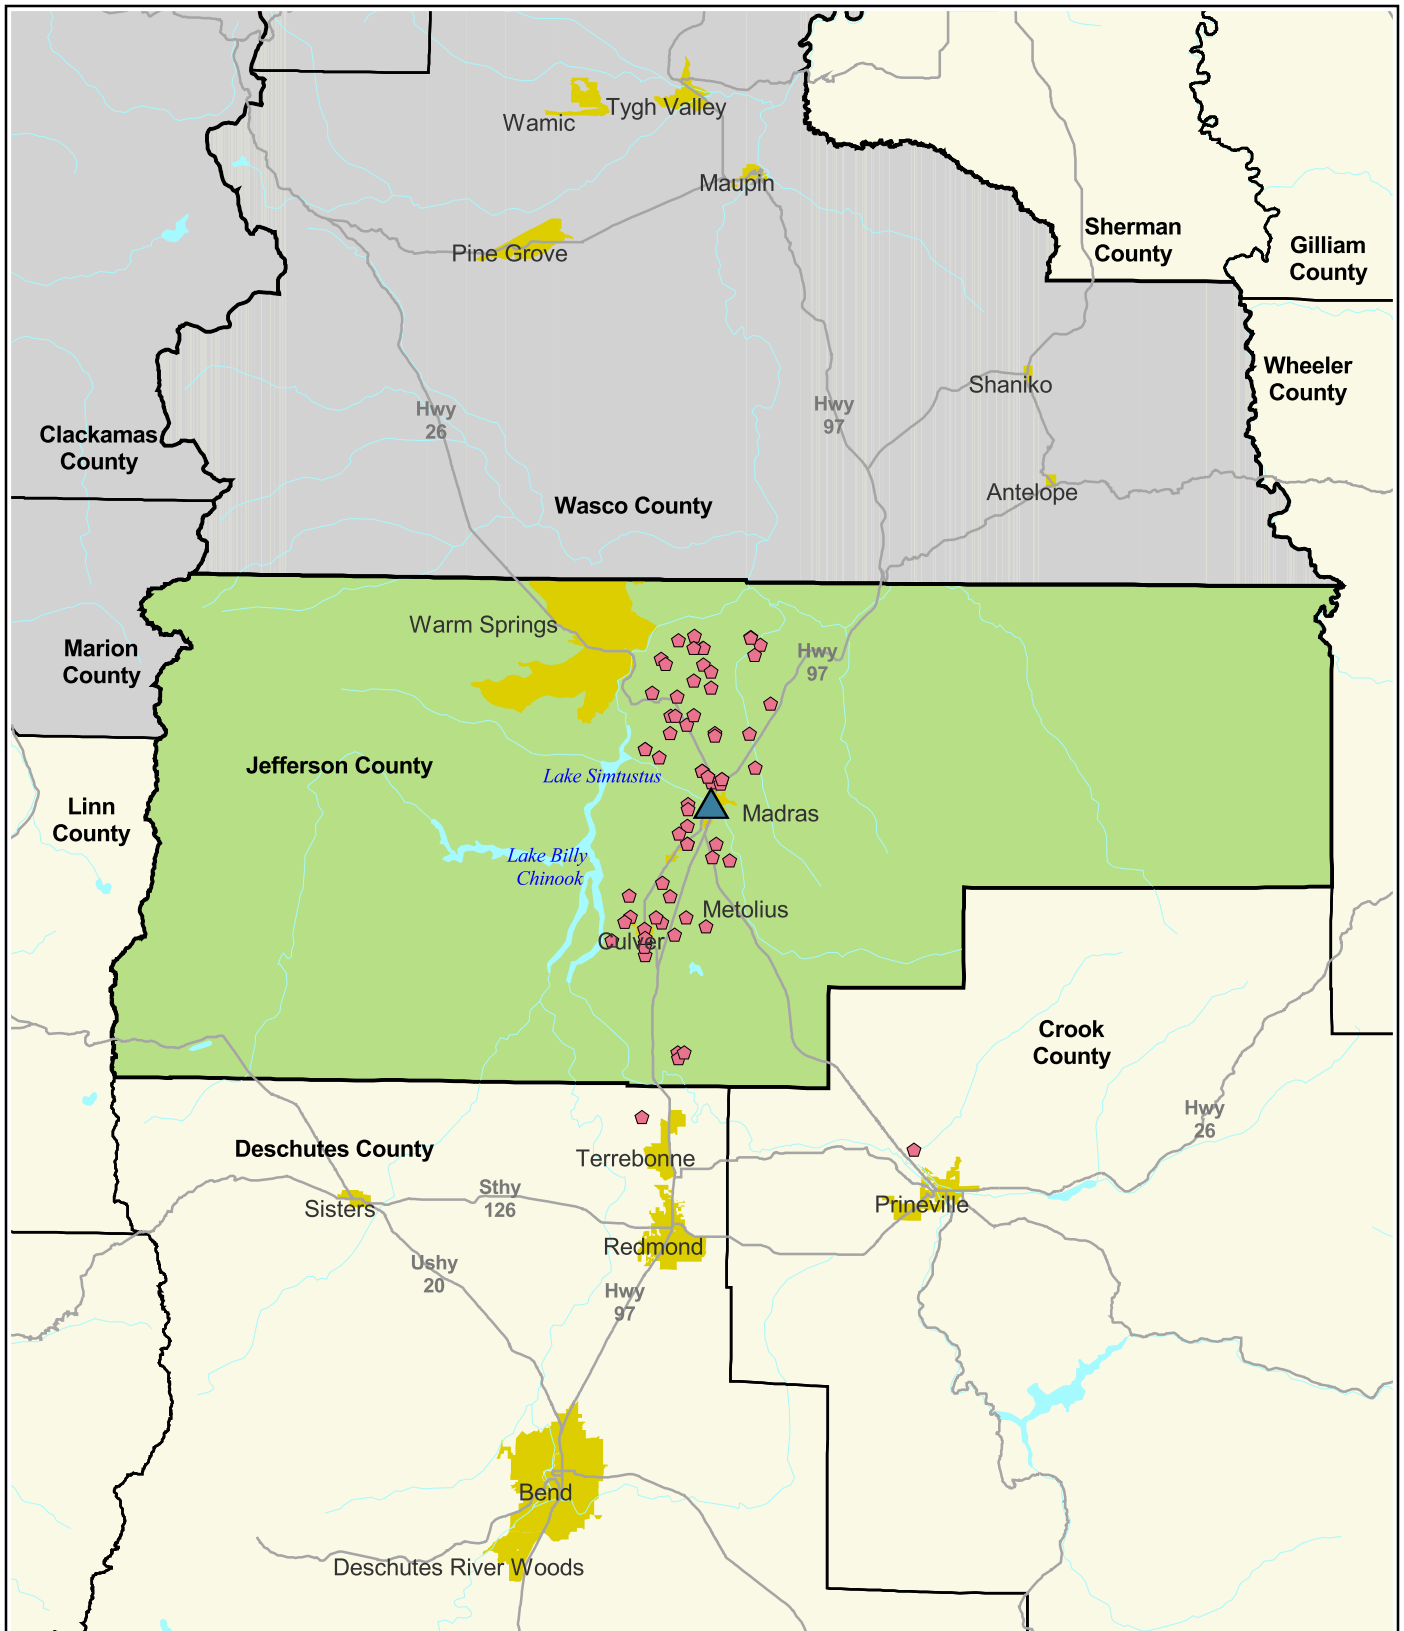 Wamic
Tygh Valley
Maupin
Pine Grove
Sherman
County
Gilliam
County
Shaniko
Wheeler
County
Hwy
26
Hwy
97
Clackamas
County
Antelope
Wasco County
Warm Springs
Marion
County
Hwy
97
Jefferson County
Lake Simtustus
Linn
County
Madras
Lake Billy
Chinook
Metolius
Culver
Crook
County
Hwy
26
Deschutes County
Terrebonne
Sisters
Sthy
126
Prineville
Redmond
Ushy
20
Hwy
97
Bend
Deschutes River Woods